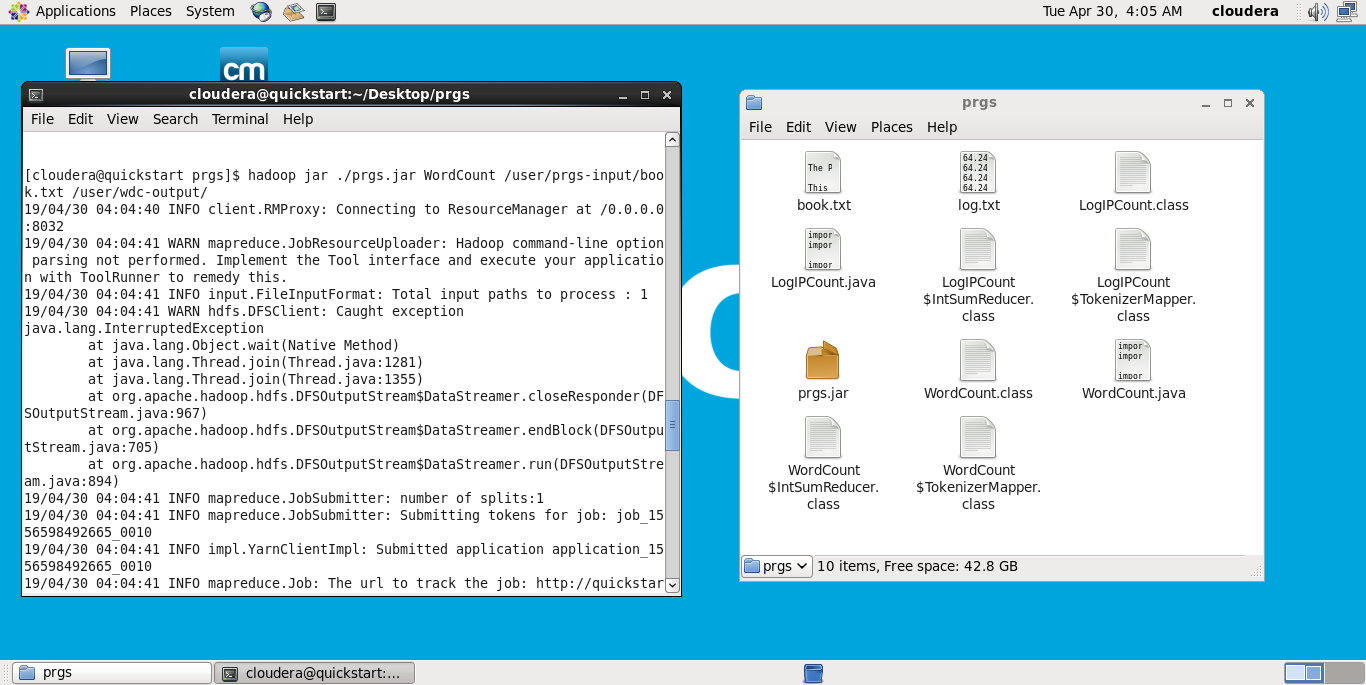 Applications Places System Tue Apr 30, 4:05 AM cloudera
cm
cloudera@quickstart:~/Desktop/prgs
File Edit View Search Terminal Help
[cloudera@quickstart prgs]$ hadoop jar ./prgs.jar WordCount /user/prgs-input/boo
k.txt /user/wdc-output/
19/04/30 04:04:40 INFO client.RMProxy: Connecting to ResourceManager at /0.0.0.0
:8032
19/04/30 04:04:41 WARN mapreduce.JobResourceUploader: Hadoop command-line option
 parsing not performed. Implement the Tool interface and execute your applicatio
n with ToolRunner to remedy this.
19/04/30 04:04:41 INFO input.FileInputFormat: Total input paths to process : 1
19/04/30 04:04:41 WARN hdfs.DFSClient: Caught exception
java.lang.InterruptedException
        at java.lang.Object.wait(Native Method)
        at java.lang.Thread.join(Thread.java:1281)
        at java.lang.Thread.join(Thread.java:1355)
        at org.apache.hadoop.hdfs.DFSOutputStream$DataStreamer.closeResponder(DF
SOutputStream.java:967)
        at org.apache.hadoop.hdfs.DFSOutputStream$DataStreamer.endBlock(DFSOutpu
tStream.java:705)
        at org.apache.hadoop.hdfs.DFSOutputStream$DataStreamer.run(DFSOutputStre
am.java:894)
19/04/30 04:04:41 INFO mapreduce.JobSubmitter: number of splits:1
19/04/30 04:04:41 INFO mapreduce.JobSubmitter: Submitting tokens for job: job_15
56598492665_0010
19/04/30 04:04:41 INFO impl.YarnClientImpl: Submitted application application_15
56598492665_0010
19/04/30 04:04:41 INFO mapreduce.Job: The url to track the job: http://quickstar
prgs
File Edit View Places Help
The P
This
book.txt
64.24
64.24
64.24
64.24
log.txt
LogIPCount.class
impor
impor
impor
LogIPCount.java
LogIPCount
$IntSumReducer.
class
LogIPCount
$TokenizerMapper.
class
prgs.jar
WordCount.class
impor
impor
impor
WordCount.java
WordCount
$IntSumReducer.
class
WordCount
$TokenizerMapper.
class
prgs 10 items, Free space: 42.8 GB
prgs cloudera@quickstart:...